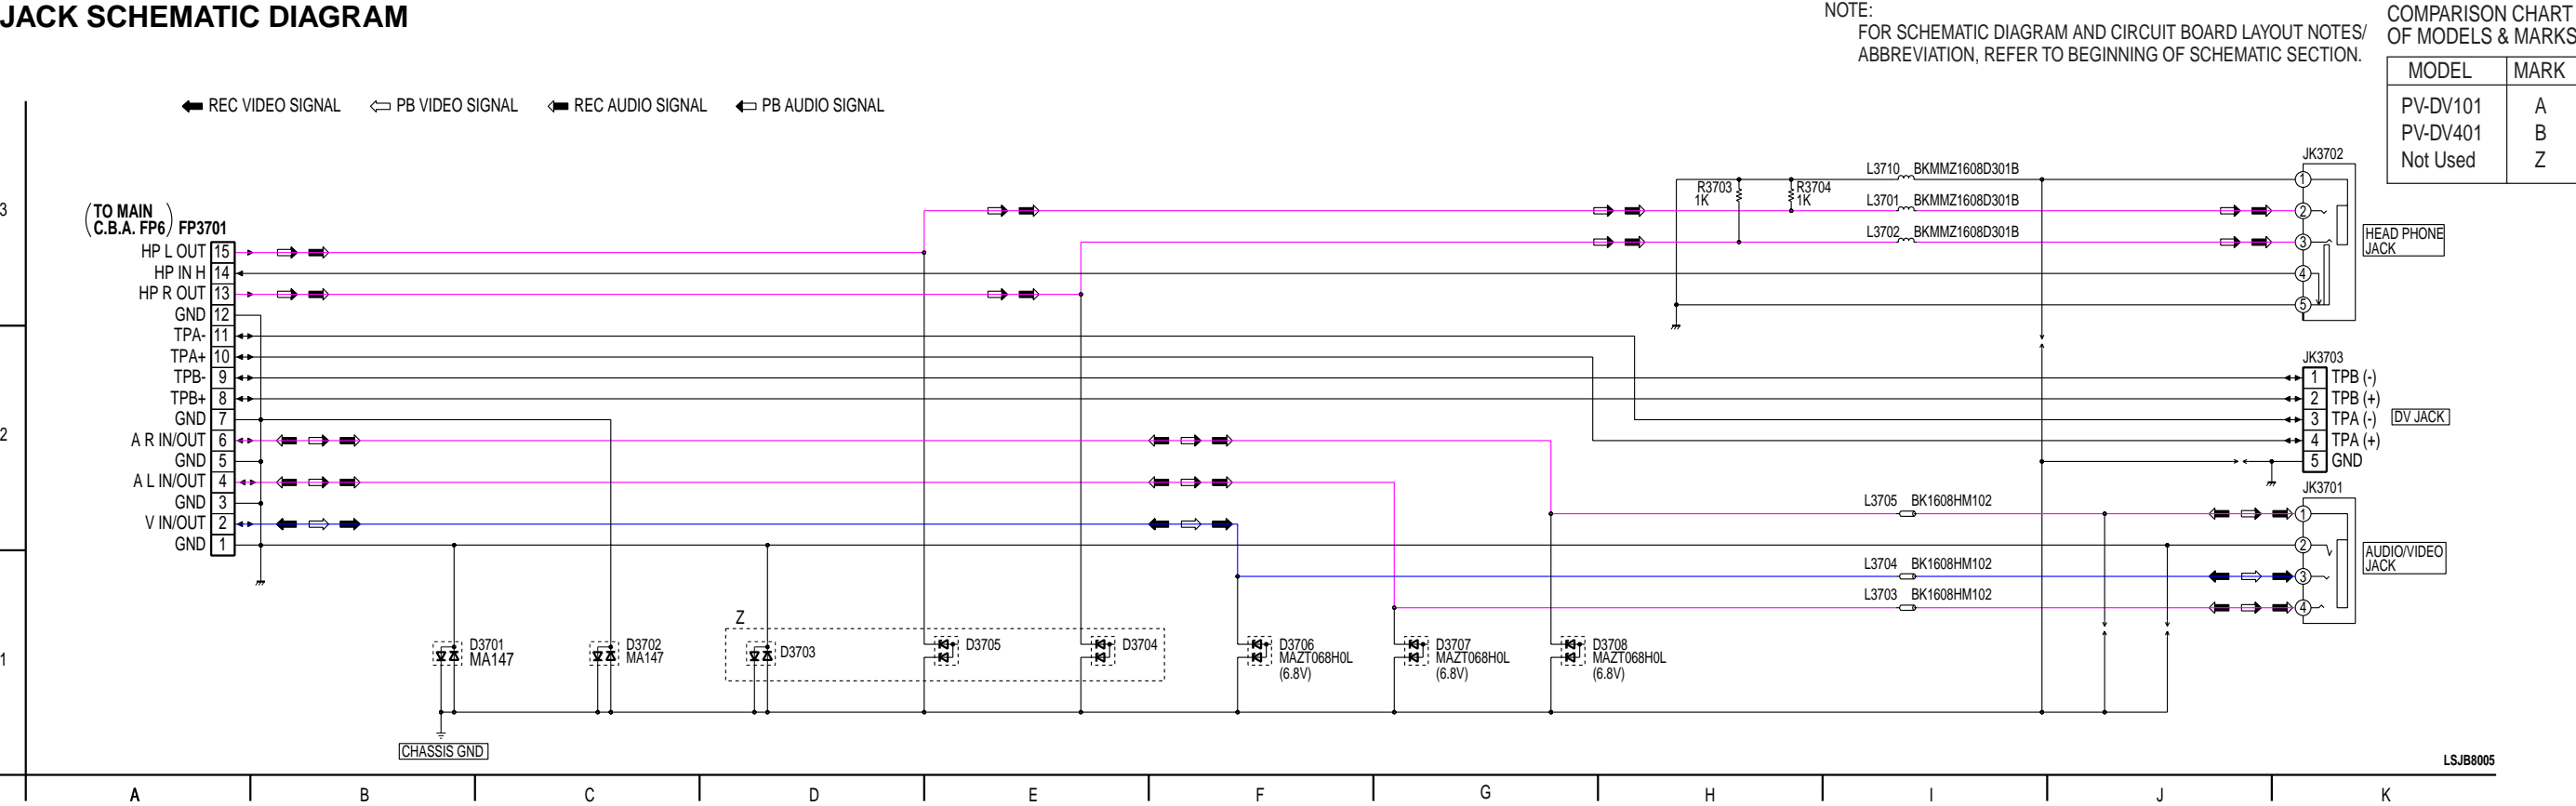 JACK SCHEMATIC DIAGRAM
NOTE:
FOR SCHEMATIC DIAGRAM AND CIRCUIT BOARD LAYOUT NOTES/
ABBREVIATION, REFER TO BEGINNING OF SCHEMATIC SECTION.
COMPARISON CHART
OF MODELS & MARKS
MODEL MARK
PV-DV101 A
PV-DV401 B
Not Used Z
REC VIDEO SIGNAL PB VIDEO SIGNAL REC AUDIO SIGNAL PB AUDIO SIGNAL
3
2
1
(TO MAIN
C.B.A. FP6) FP3701
HP L OUT 15
HP IN H 14
HP R OUT 13
GND 12
TPA- 11
TPA+ 10
TPB- 9
TPB+ 8
GND 7
A R IN/OUT 6
GND 5
A L IN/OUT 4
GND 3
V IN/OUT 2
GND 1
R3703
1K
R3704
1K
L3710 BKMMZ1608D301B
L3701 BKMMZ1608D301B
L3702 BKMMZ1608D301B
JK3702
1
2
3
4
5
HEAD PHONE
JACK
JK3703
1 TPB (-)
2 TPB (+)
3 TPA (-)
4 TPA (+)
5 GND
DV JACK
L3705 BK1608HM102
L3704 BK1608HM102
L3703 BK1608HM102
JK3701
1
2
3
4
AUDIO/VIDEO
JACK
D3701
MA147
D3702
MA147
Z
D3703
D3705
D3704
D3706
MAZT068H0L
(6.8V)
D3707
MAZT068H0L
(6.8V)
D3708
MAZT068H0L
(6.8V)
CHASSIS GND
LSJB8005
A B C D E F G H I J K